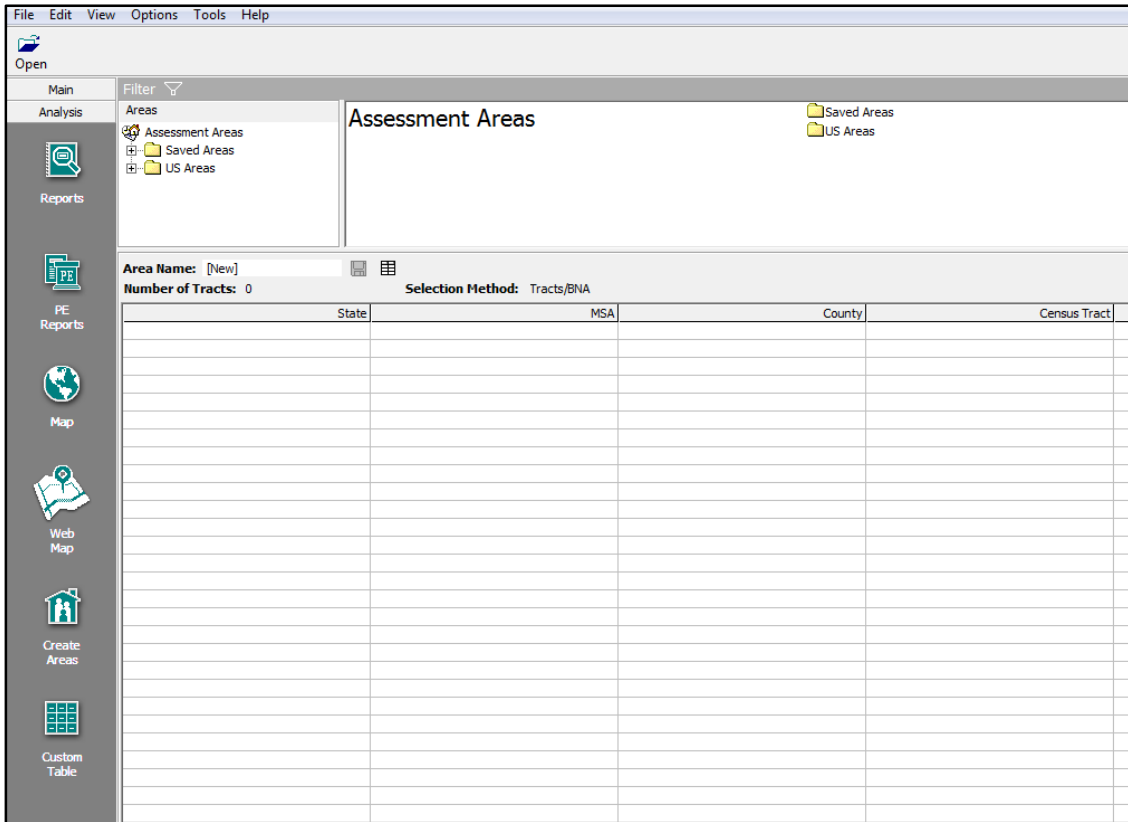 File Edit View Options Tools Help
Open
Main
Analysis
Reports
PE
PE
Reports
Map
Web
Map
Create
Areas
Custom
Table
Filter
Areas
Assessment Areas
Saved Areas
US Areas
Assessment Areas
Saved Areas
US Areas
Area Name: [New]
Number of Tracts: 0 Selection Method: Tracts/BNA
State MSA County Census Tract